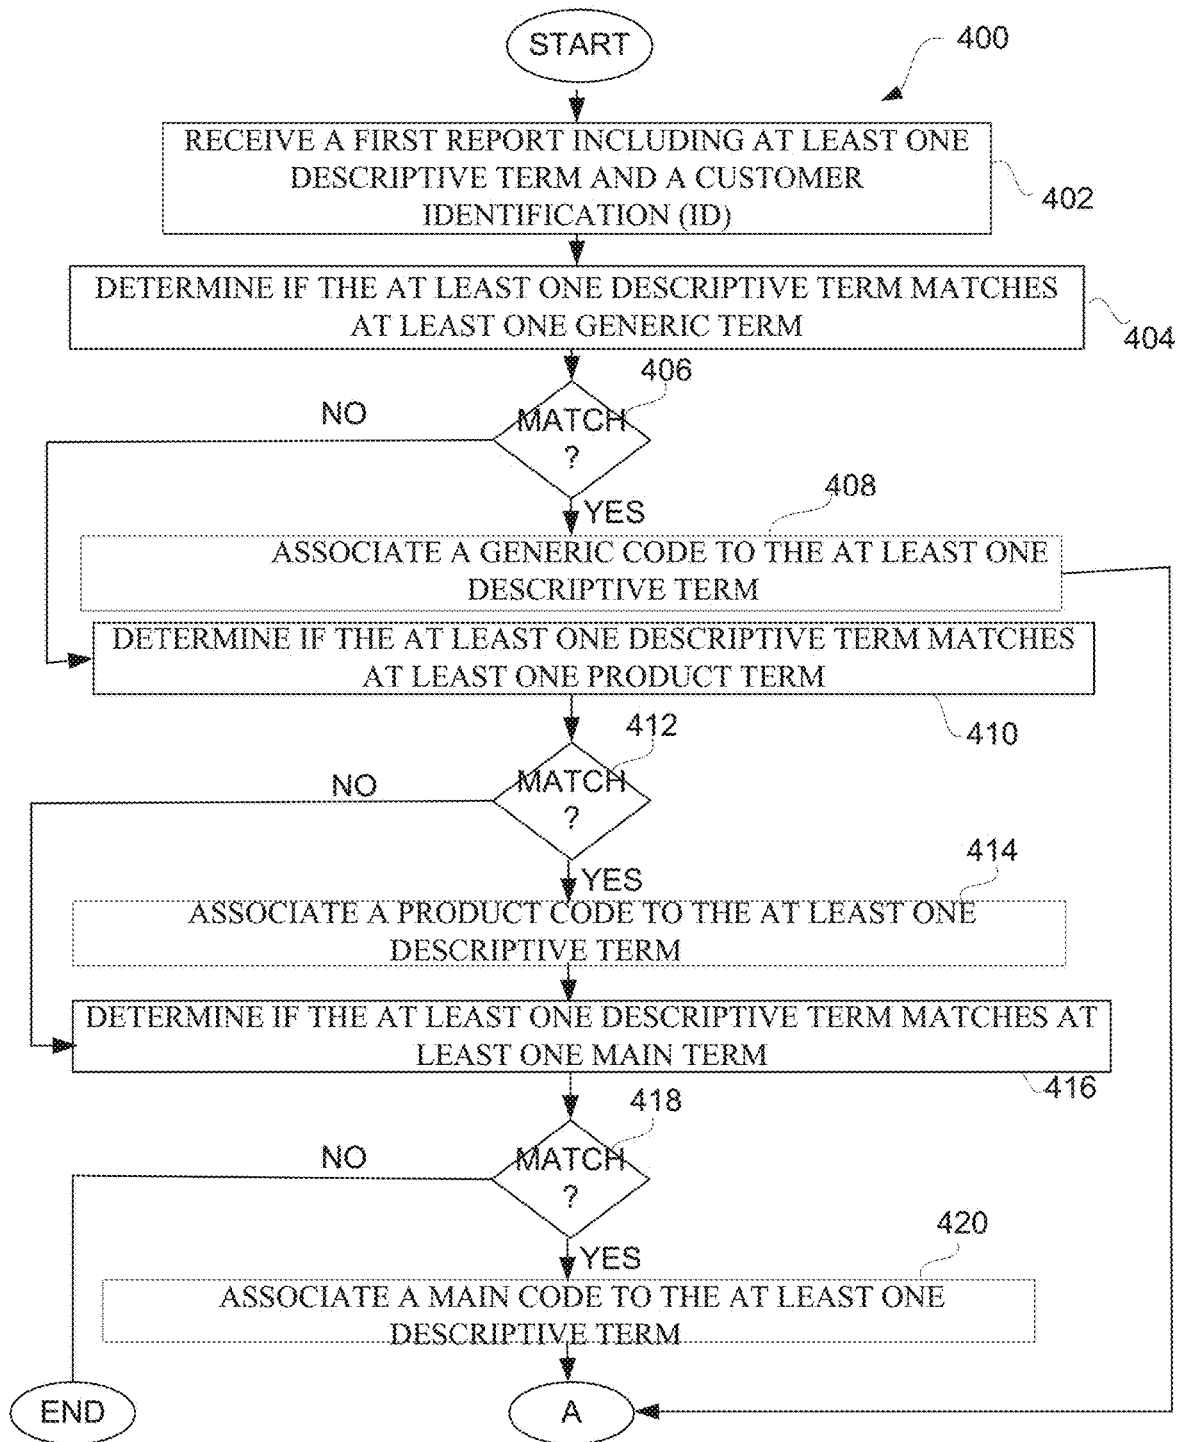 START
400
RECEIVE A FIRST REPORT INCLUDING AT LEAST ONE
DESCRIPTIVE TERM AND A CUSTOMER
IDENTIFICATION (ID)
402
DETERMINE IF THE AT LEAST ONE DESCRIPTIVE TERM MATCHES
AT LEAST ONE GENERIC TERM
404
406
NO
MATCH
?
YES
408
ASSOCIATE A GENERIC CODE TO THE AT LEAST ONE
DESCRIPTIVE TERM
DETERMINE IF THE AT LEAST ONE DESCRIPTIVE TERM MATCHES
AT LEAST ONE PRODUCT TERM
410
412
NO
MATCH
?
YES
414
ASSOCIATE A PRODUCT CODE TO THE AT LEAST ONE
DESCRIPTIVE TERM
DETERMINE IF THE AT LEAST ONE DESCRIPTIVE TERM MATCHES AT
LEAST ONE MAIN TERM
416
418
NO
MATCH
?
YES
420
ASSOCIATE A MAIN CODE TO THE AT LEAST ONE
DESCRIPTIVE TERM
END
A